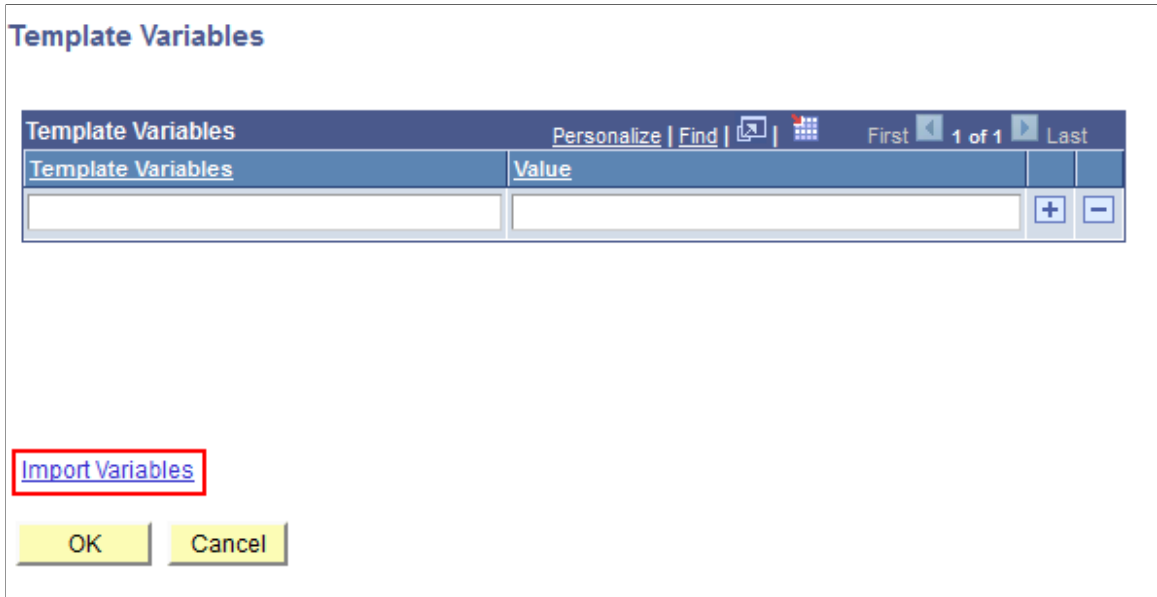 Template Variables
Template Variables Personalize | Find | | First 1 of 1 Last
Template Variables Value
Import Variables
OK Cancel